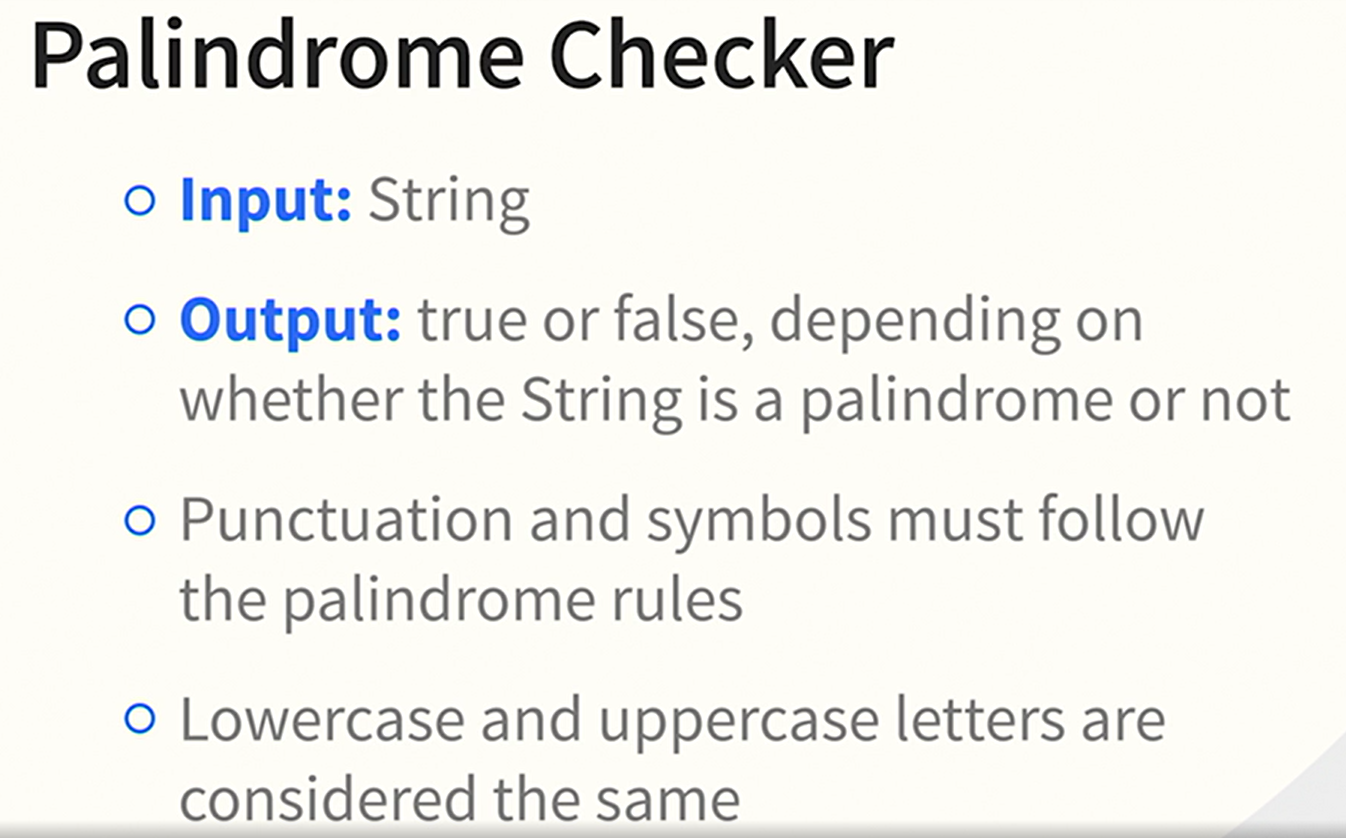 Palindrome Checker
Input: String
Output: true or false, depending on
whether the String is a palindrome or not
Punctuation and symbols must follow
the palindrome rules
Lowercase and uppercase letters are
considered the same